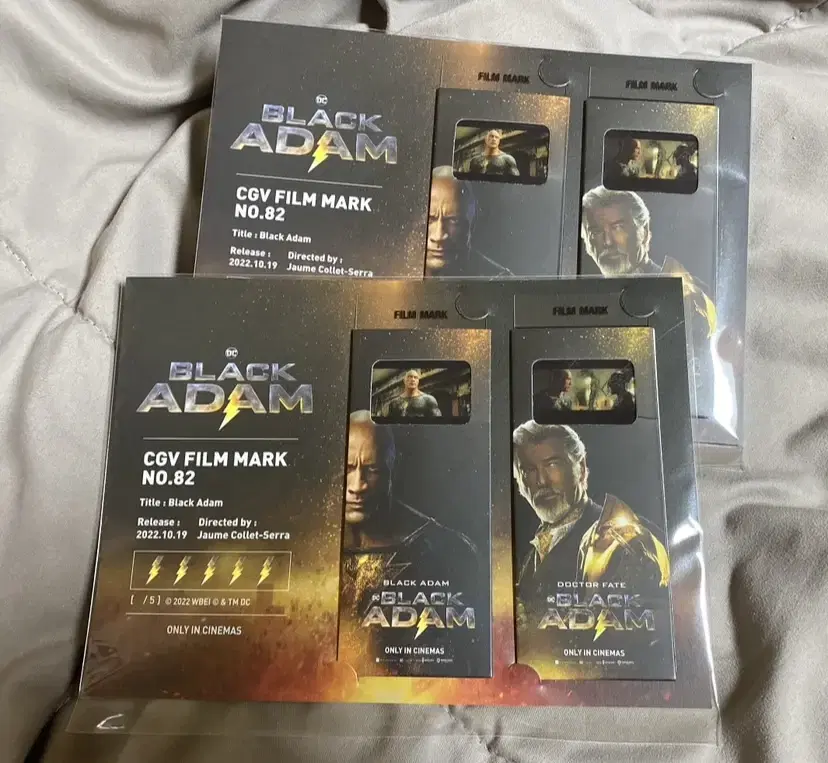 FILM MARK
FILM MARK
DC
BLACK
ADAM
CGV FILM MARK
NO.82
Title : Black Adam
Release : Directed by :
2022.10.19 Jaume Collet-Serra
FILM MARK
FILM MARK
DC
BLACK
ADAM
CGV FILM MARK
NO.82
Title : Black Adam
Release : Directed by :
2022.10.19 Jaume Collet-Serra
[ /5] © 2022 WBEI © & TM DC
ONLY IN CINEMAS
BLACK ADAM
DC BLACK
ADAM
ONLY IN CINEMAS
DOCTOR FATE
DC BLACK
ADAM
ONLY IN CINEMAS